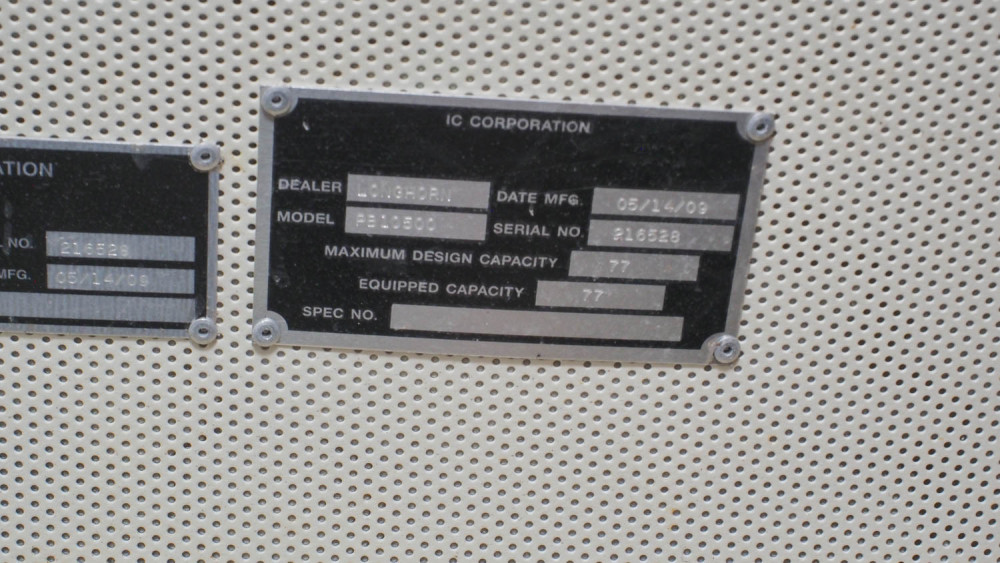 ATION
NO. 216528
MFG. 05/14/09
IC CORPORATION
DEALER LONGHORN DATE MFG. 05/14/09
MODEL PB10500 SERIAL NO. 216528
MAXIMUM DESIGN CAPACITY 77
EQUIPPED CAPACITY 77
SPEC NO.